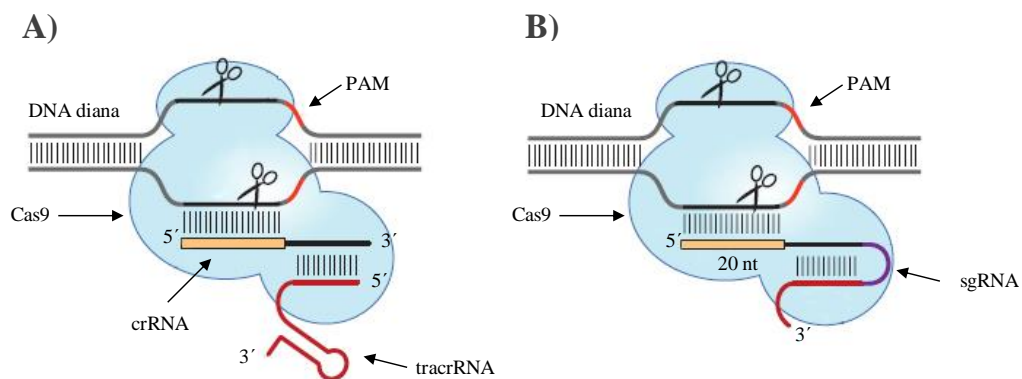 A)
PAM
DNA diana
Cas9
5´
3´
5´
crRNA
3´
tracrRNA
B)
PAM
DNA diana
Cas9
5´
20 nt
sgRNA
3´